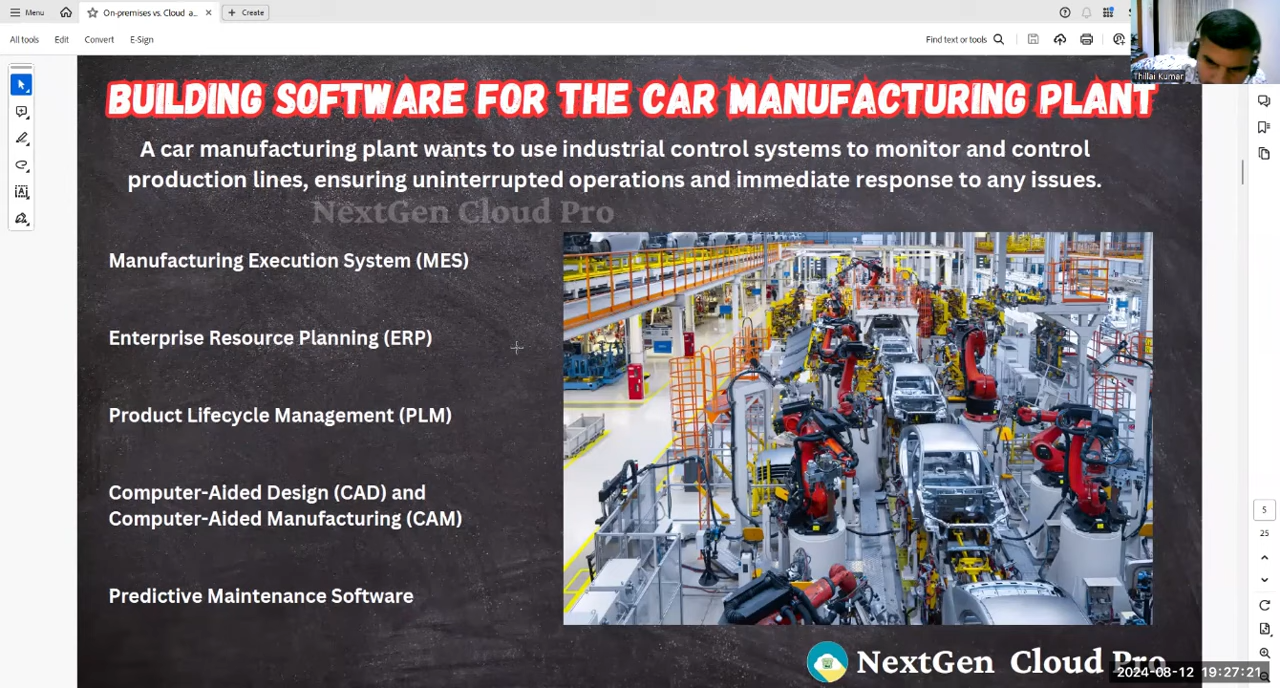 Menu
On-premises vs. Cloud a...
Create
All tools
Edit
Convert
E-Sign
Find text or tools
Thillai Kumar
BUILDING SOFTWARE FOR THE CAR MANUFACTURING PLANT
A car manufacturing plant wants to use industrial control systems to monitor and control
production lines, ensuring uninterrupted operations and immediate response to any issues.
NextGen Cloud Pro
Manufacturing Execution System (MES)
Enterprise Resource Planning (ERP)
Product Lifecycle Management (PLM)
Computer-Aided Design (CAD) and
Computer-Aided Manufacturing (CAM)
Predictive Maintenance Software
5
25
NextGen Cloud Pro
2024-08-12 19:27:21